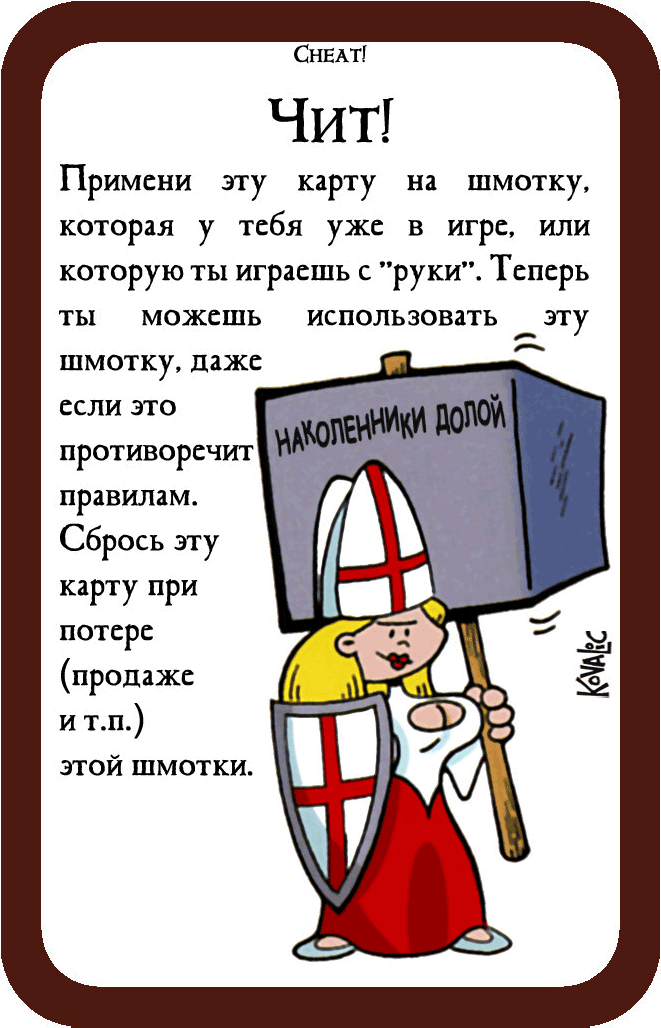 Cheat!
Чит!
Примени эту карту на шмотку,
которая у тебя уже в игре, или
которую ты играешь с "руки". Теперь
ты можешь использовать эту
шмотку, даже
если это
противоречит
правилам.
Сбрось эту
карту при
потере
(продаже
и т.п.)
этой шмотки.
НАКОЛЕННИКИ ДОЛОЙ
KOVALIC